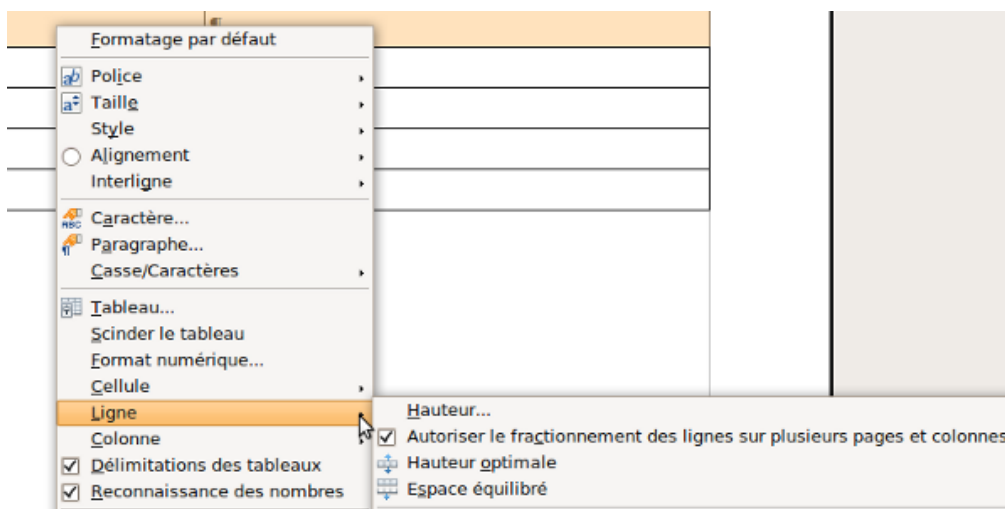 ¶
Formatage par défaut
Police
Taille
Style
Alignement
Interligne
Caractère...
Paragraphe...
Casse/Caractères
Tableau...
Scinder le tableau
Format numérique...
Cellule
Ligne
Colonne
Délimitations des tableaux
Reconnaissance des nombres
Hauteur...
Autoriser le fractionnement des lignes sur plusieurs pages et colonnes
Hauteur optimale
Espace équilibré